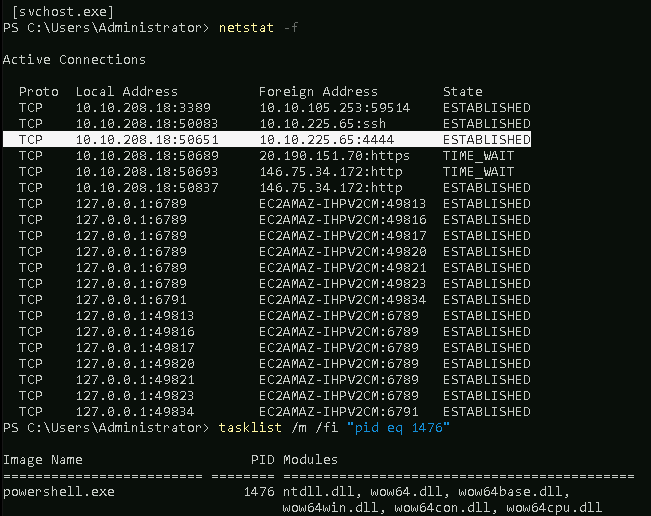 [svchost.exe]
PS C:\Users\Administrator> netstat -f
Active Connections
Proto Local Address Foreign Address State
TCP 10.10.208.18:3389 10.10.105.253:59514 ESTABLISHED
TCP 10.10.208.18:50083 10.10.225.65:ssh ESTABLISHED
TCP 10.10.208.18:50651 10.10.225.65:4444 ESTABLISHED
TCP 10.10.208.18:50689 20.190.151.70:https TIME_WAIT
TCP 10.10.208.18:50693 146.75.34.172:http TIME_WAIT
TCP 10.10.208.18:50837 146.75.34.172:http ESTABLISHED
TCP 127.0.0.1:6789 EC2AMAZ-IHPV2CM:49813 ESTABLISHED
TCP 127.0.0.1:6789 EC2AMAZ-IHPV2CM:49816 ESTABLISHED
TCP 127.0.0.1:6789 EC2AMAZ-IHPV2CM:49817 ESTABLISHED
TCP 127.0.0.1:6789 EC2AMAZ-IHPV2CM:49820 ESTABLISHED
TCP 127.0.0.1:6789 EC2AMAZ-IHPV2CM:49821 ESTABLISHED
TCP 127.0.0.1:6789 EC2AMAZ-IHPV2CM:49823 ESTABLISHED
TCP 127.0.0.1:6791 EC2AMAZ-IHPV2CM:49834 ESTABLISHED
TCP 127.0.0.1:49813 EC2AMAZ-IHPV2CM:6789 ESTABLISHED
TCP 127.0.0.1:49816 EC2AMAZ-IHPV2CM:6789 ESTABLISHED
TCP 127.0.0.1:49817 EC2AMAZ-IHPV2CM:6789 ESTABLISHED
TCP 127.0.0.1:49820 EC2AMAZ-IHPV2CM:6789 ESTABLISHED
TCP 127.0.0.1:49821 EC2AMAZ-IHPV2CM:6789 ESTABLISHED
TCP 127.0.0.1:49823 EC2AMAZ-IHPV2CM:6789 ESTABLISHED
TCP 127.0.0.1:49834 EC2AMAZ-IHPV2CM:6791 ESTABLISHED
PS C:\Users\Administrator> tasklist /m /fi "pid eq 1476"
Image Name PID Modules
========================= ======== ============================================
powershell.exe 1476 ntdll.dll, wow64.dll, wow64base.dll,
wow64win.dll, wow64con.dll, wow64cpu.dll